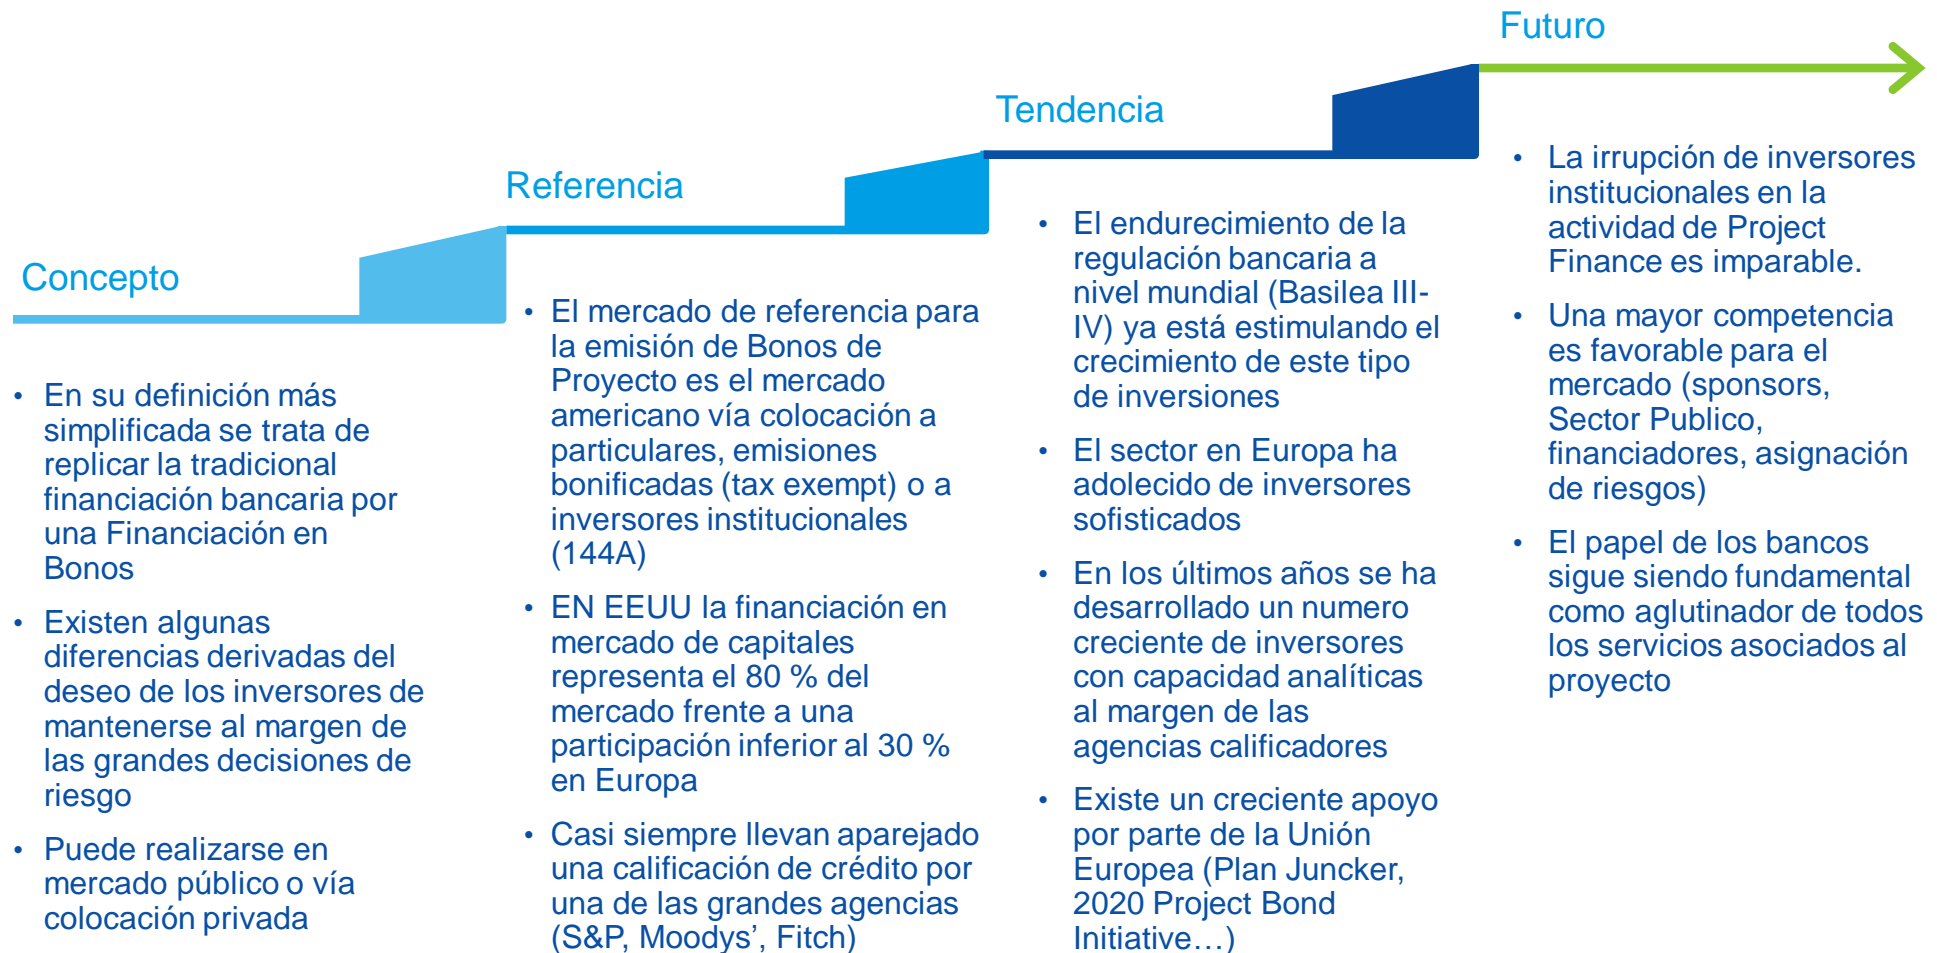 Concepto
• En su definición más
simplificada se trata de
replicar la tradicional
financiación bancaria por
una Financiación en
Bonos
• Existen algunas
diferencias derivadas del
deseo de los inversores de
mantenerse al margen de
las grandes decisiones de
riesgo
• Puede realizarse en
mercado público o vía
colocación privada
Referencia
• El mercado de referencia para
la emisión de Bonos de
Proyecto es el mercado
americano vía colocación a
particulares, emisiones
bonificadas (tax exempt) o a
inversores institucionales
(144A)
• EN EEUU la financiación en
mercado de capitales
representa el 80 % del
mercado frente a una
participación inferior al 30 %
en Europa
• Casi siempre llevan aparejado
una calificación de crédito por
una de las grandes agencias
(S&P, Moodys’, Fitch)
Tendencia
• El endurecimiento de la
regulación bancaria a
nivel mundial (Basilea III-
IV) ya está estimulando el
crecimiento de este tipo
de inversiones
• El sector en Europa ha
adolecido de inversores
sofisticados
• En los últimos años se ha
desarrollado un numero
creciente de inversores
con capacidad analíticas
al margen de las
agencias calificadores
• Existe un creciente apoyo
por parte de la Unión
Europea (Plan Juncker,
2020 Project Bond
Initiative…)
Futuro
• La irrupción de inversores
institucionales en la
actividad de Project
Finance es imparable.
• Una mayor competencia
es favorable para el
mercado (sponsors,
Sector Publico,
financiadores, asignación
de riesgos)
• El papel de los bancos
sigue siendo fundamental
como aglutinador de todos
los servicios asociados al
proyecto